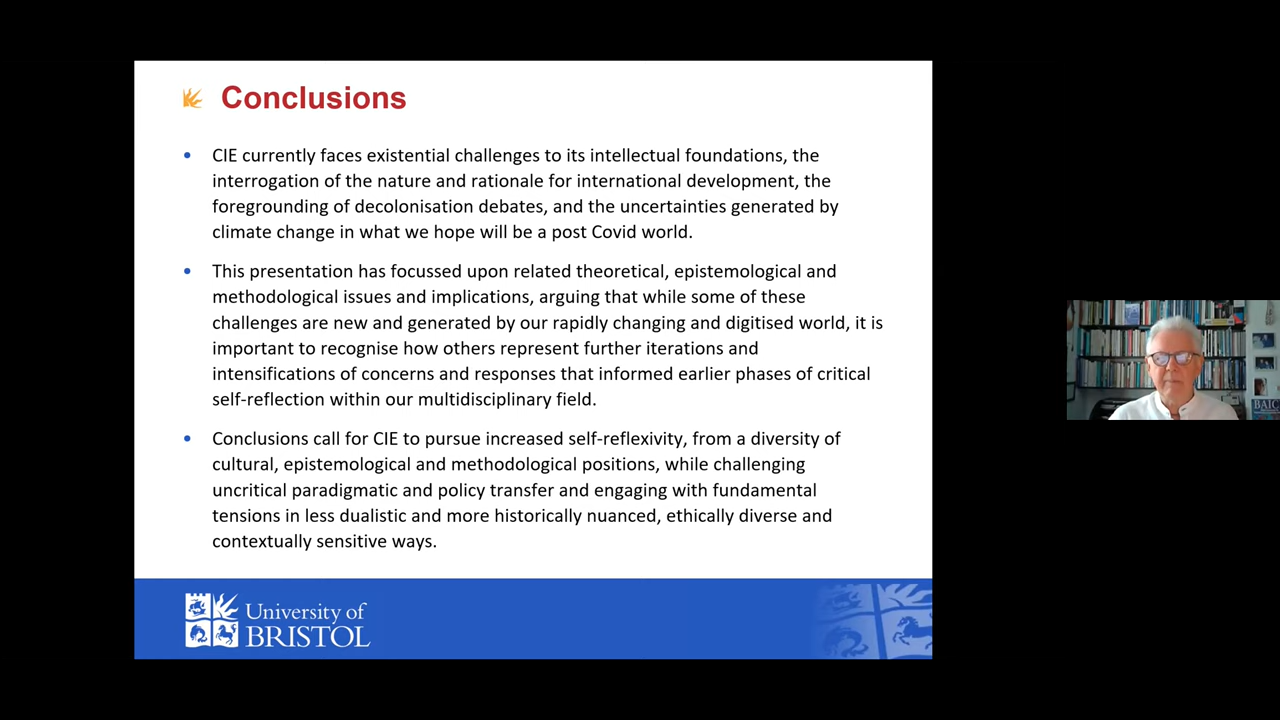 Conclusions
• CIE currently faces existential challenges to its intellectual foundations, the
interrogation of the nature and rationale for international development, the
foregrounding of decolonisation debates, and the uncertainties generated by
climate change in what we hope will be a post Covid world.
• This presentation has focussed upon related theoretical, epistemological and
methodological issues and implications, arguing that while some of these
challenges are new and generated by our rapidly changing and digitised world, it is
important to recognise how others represent further iterations and
intensifications of concerns and responses that informed earlier phases of critical
self-reflection within our multidisciplinary field.
• Conclusions call for CIE to pursue increased self-reflexivity, from a diversity of
cultural, epistemological and methodological positions, while challenging
uncritical paradigmatic and policy transfer and engaging with fundamental
tensions in less dualistic and more historically nuanced, ethically diverse and
contextually sensitive ways.
University of
BRISTOL